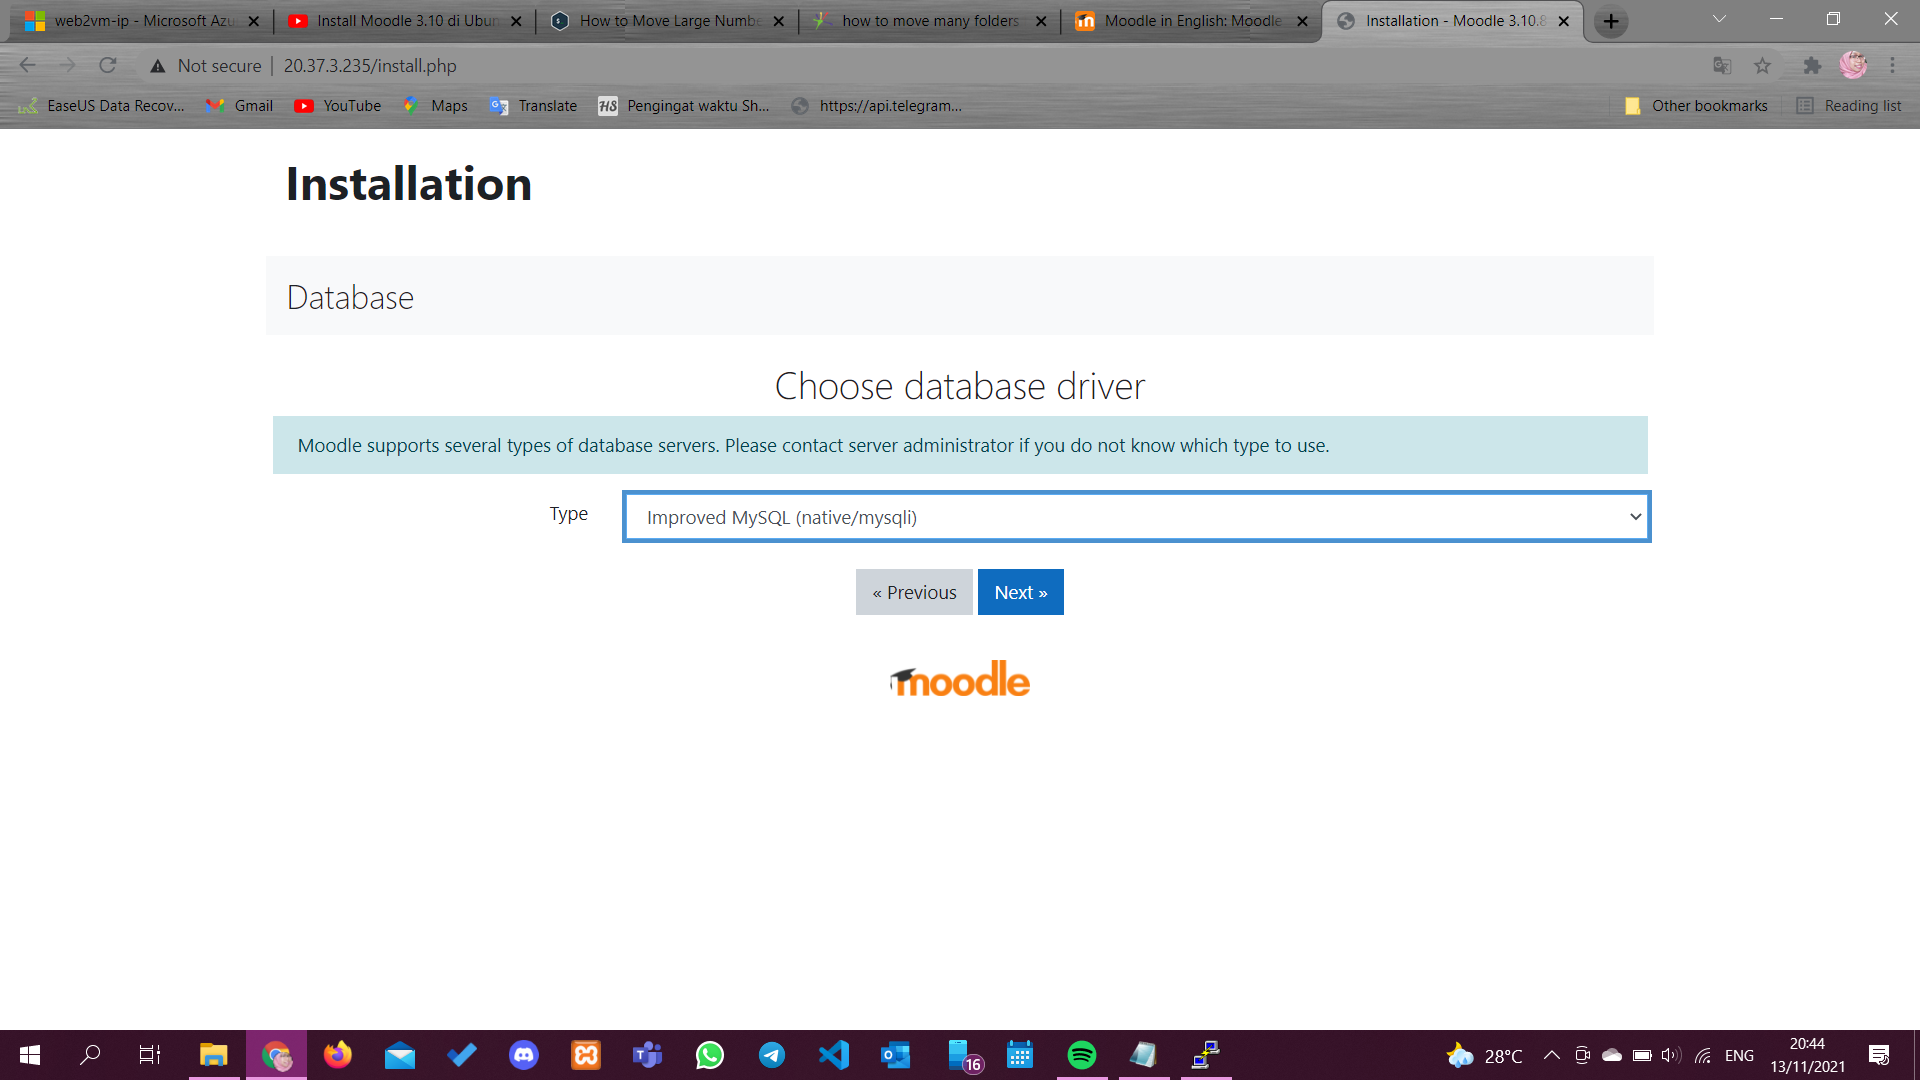 web2vm-ip - Microsoft Azu
Install Moodle 3.10 di Ubun
How to Move Large Numbe
how to move many folders
Moodle in English: Moodle
Installation - Moodle 3.10.8
Not secure
20.37.3.235/install.php
EaseUS Data Recov...
Gmail
YouTube
Maps
Translate
HS
Pengingat waktu Sh...
https://api.telegram...
Other bookmarks
Reading list
Installation
Database
Choose database driver
Moodle supports several types of database servers. Please contact server administrator if you do not know which type to use.
Type
Improved MySQL (native/mysqli)
« Previous
Next »
moodle
16
28°C
ENG
20:44
13/11/2021